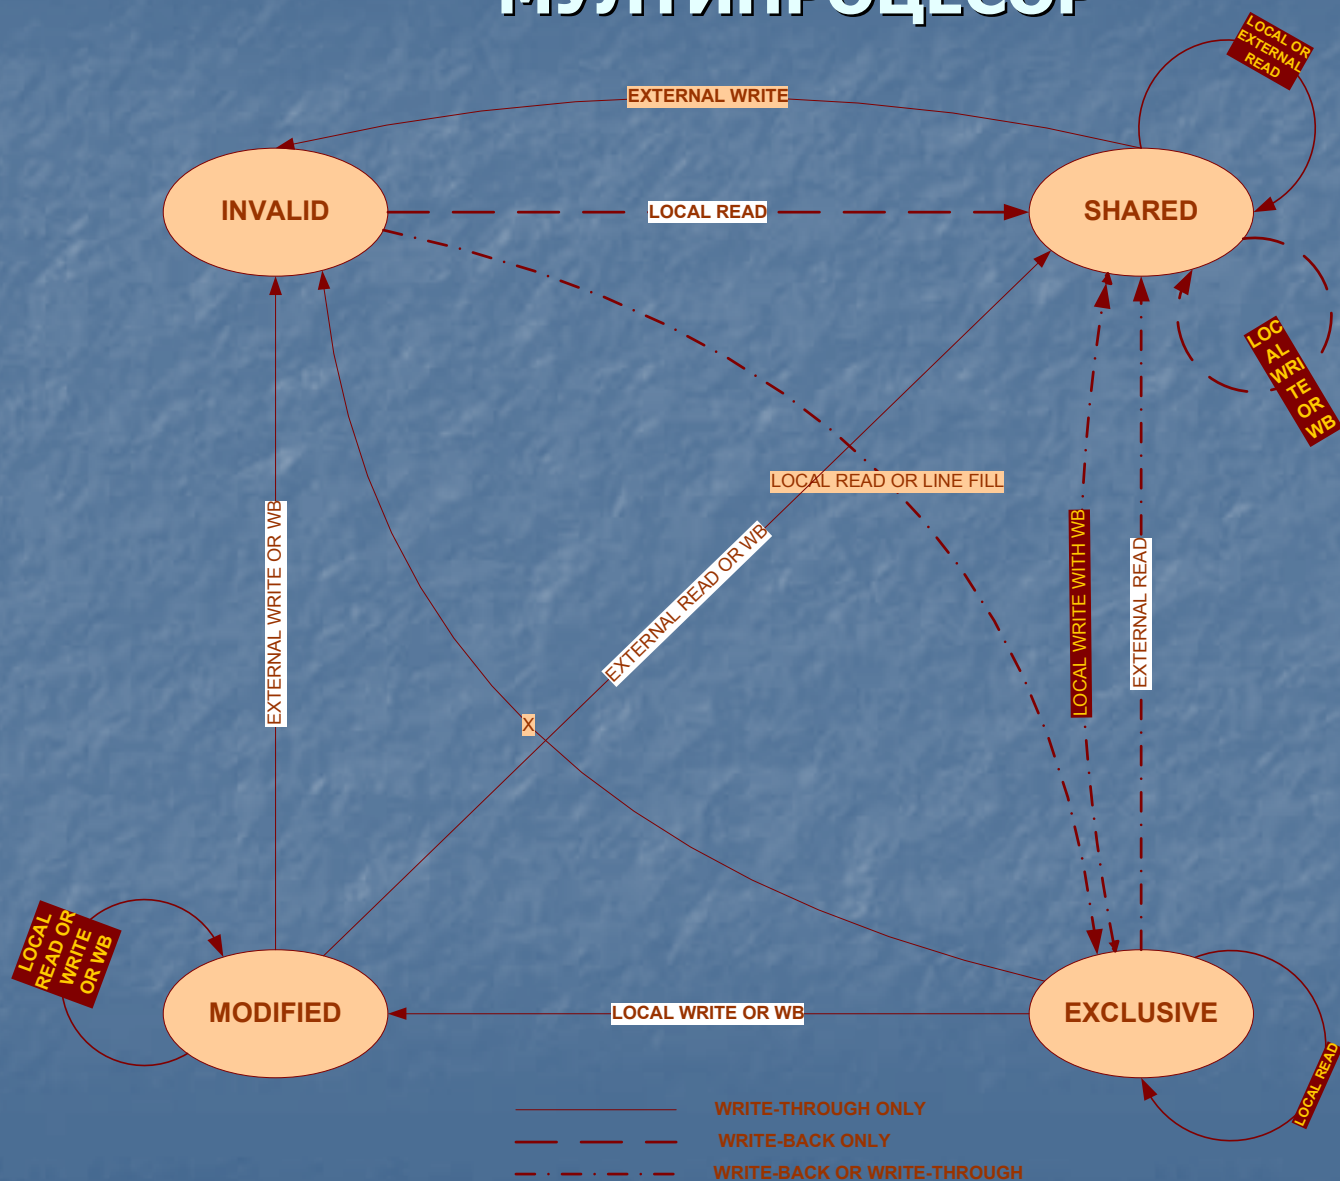 МУЛТИПРОЦЕСОР
LOCAL OR
EXTERNAL
READ
EXTERNAL WRITE
INVALID
LOCAL READ
SHARED
LOC
AL
WRI
TE
OR
WB
LOCAL READ OR LINE FILL
EXTERNAL WRITE OR WB
EXTERNAL READ OR WB
LOCAL WRITE WITH WB
EXTERNAL READ
X
LOCAL
READ OR
WRITE
OR WB
MODIFIED
LOCAL WRITE OR WB
EXCLUSIVE
LOCAL READ
WRITE-THROUGH ONLY
WRITE-BACK ONLY
WRITE-BACK OR WRITE-THROUGH